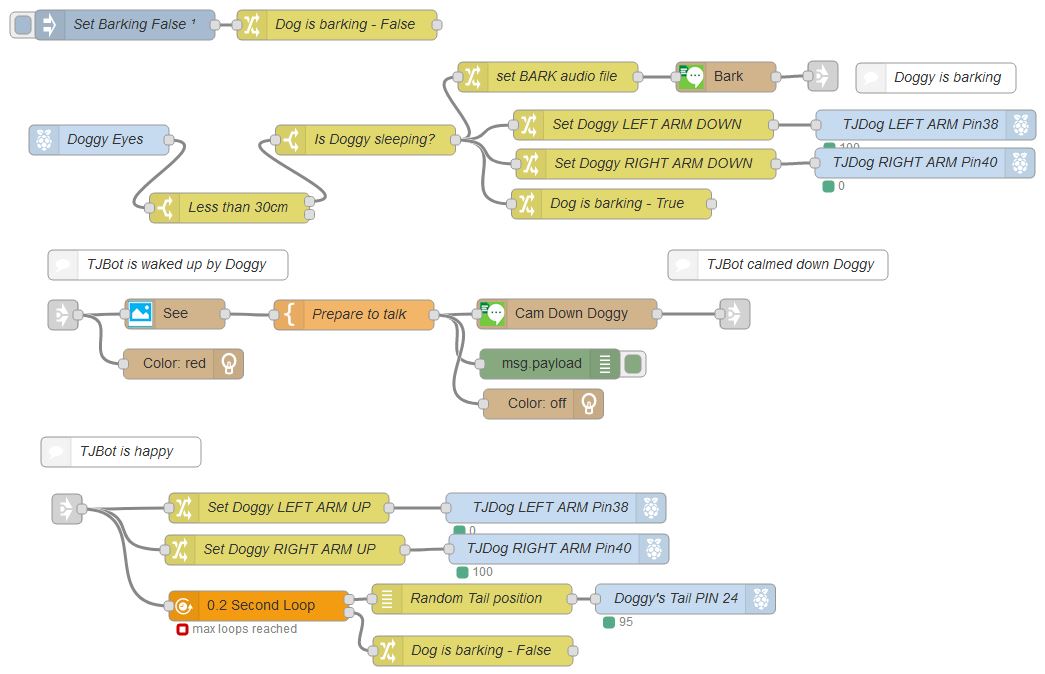 Set Barking False ¹
Dog is barking - False
set BARK audio file
Bark
Doggy is barking
Doggy Eyes
Is Doggy sleeping?
Set Doggy LEFT ARM DOWN
TJDog LEFT ARM Pin38
100
Set Doggy RIGHT ARM DOWN
TJDog RIGHT ARM Pin40
0
Less than 30cm
Dog is barking - True
TJBot is waked up by Doggy
TJBot calmed down Doggy
See
Prepare to talk
Cam Down Doggy
Color: red
msg.payload
Color: off
TJBot is happy
Set Doggy LEFT ARM UP
TJDog LEFT ARM Pin38
0
Set Doggy RIGHT ARM UP
TJDog RIGHT ARM Pin40
100
0.2 Second Loop
max loops reached
Random Tail position
Doggy's Tail PIN 24
95
Dog is barking - False